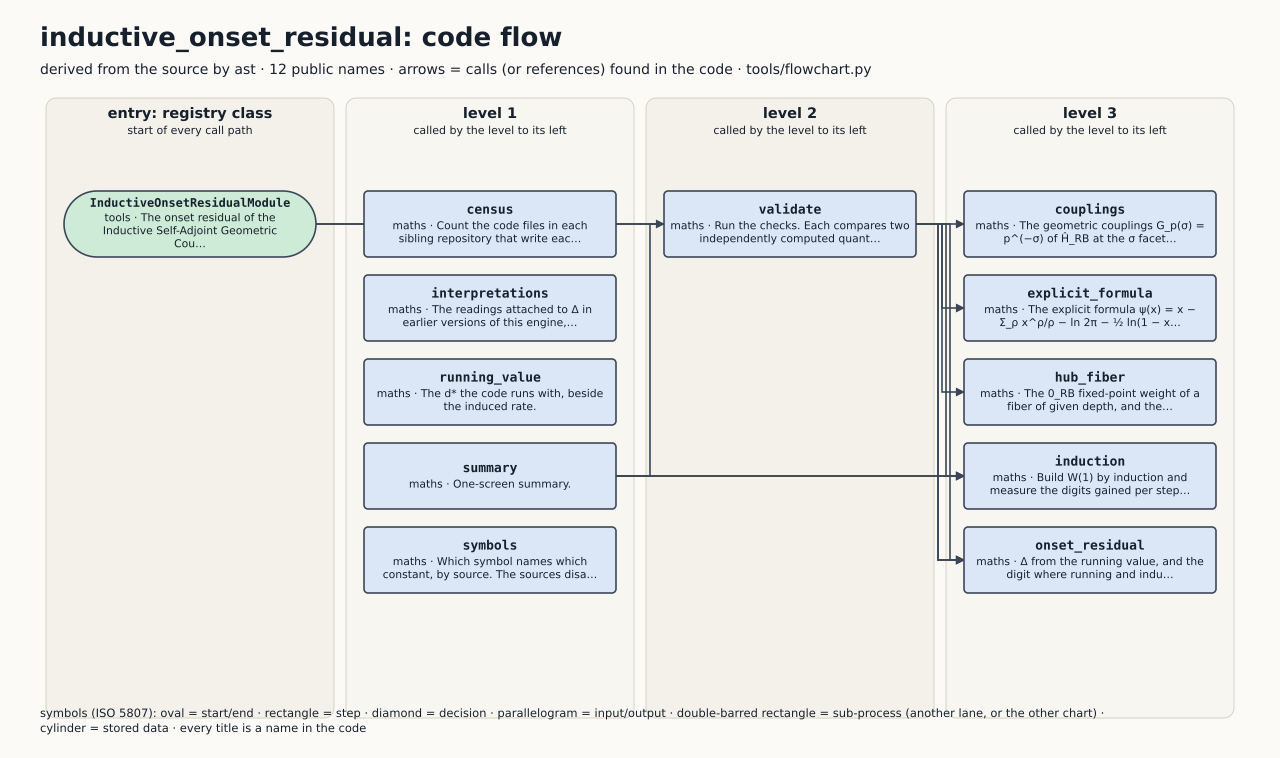 inductive_onset_residual: code flow
derived from the source by ast · 12 public names · arrows = calls (or references) found in the code · tools/flowchart.py
entry: registry class
start of every call path
InductiveOnsetResidualModule
tools · The onset residual of the
Inductive Self-Adjoint Geometric
Cou…
level 1
called by the level to its left
census
maths · Count the code files in each
sibling repository that write eac…
interpretations
maths · The readings attached to Δ in
earlier versions of this engine,…
running_value
maths · The d* the code runs with, beside
the induced rate.
summary
maths · One-screen summary.
symbols
maths · Which symbol names which
constant, by source. The sources disa…
level 2
called by the level to its left
validate
maths · Run the checks. Each compares two
independently computed quant…
level 3
called by the level to its left
couplings
maths · The geometric couplings G_p(σ) =
p^(−σ) of Ĥ_RB at the σ facet…
explicit_formula
maths · The explicit formula ψ(x) = x −
Σ_ρ x^ρ/ρ − ln 2π − ½ ln(1 − x…
hub_fiber
maths · The 0_RB fixed-point weight of a
fiber of given depth, and the…
induction
maths · Build W(1) by induction and
measure the digits gained per step…
onset_residual
maths · Δ from the running value, and the
digit where running and indu…
symbols (ISO 5807): oval = start/end · rectangle = step · diamond = decision · parallelogram = input/output · double-barred rectangle = sub-process (another lane, or the other chart) ·
cylinder = stored data · every title is a name in the code